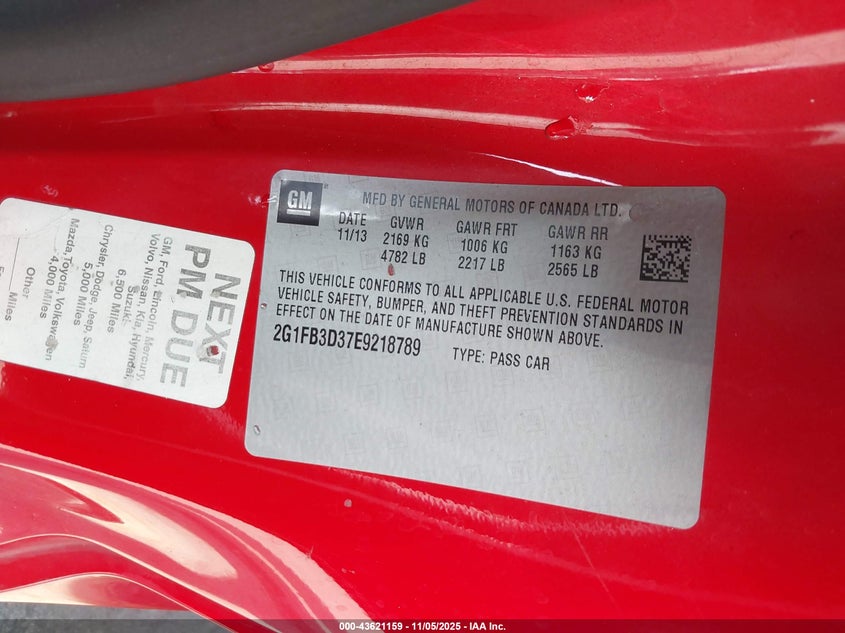 GM
MFD BY GENERAL MOTORS OF CANADA LTD.
DATE GVWR GAWR FRT GAWR RR
11/13 2169 KG 1006 KG 1163 KG
4782 LB 2217 LB 2565 LB
THIS VEHICLE CONFORMS TO ALL APPLICABLE U.S. FEDERAL MOTOR
VEHICLE SAFETY, BUMPER, AND THEFT PREVENTION STANDARDS IN
EFFECT ON THE DATE OF MANUFACTURE SHOWN ABOVE.
2G1FB3D37E9218789 TYPE: PASS CAR
NEXT
PM DUE
GM, Ford, Lincoln, Mercury,
Volvo, Nissan, Kia, Hyundai,
Suzuki
6,500 Miles
Chrysler, Dodge, Jeep, Saturn
5,000 Miles
Mazda, Toyota, Volkswagen
4,000 Miles
Other
Miles
000-43621159 - 11/05/2025 - IAA Inc.